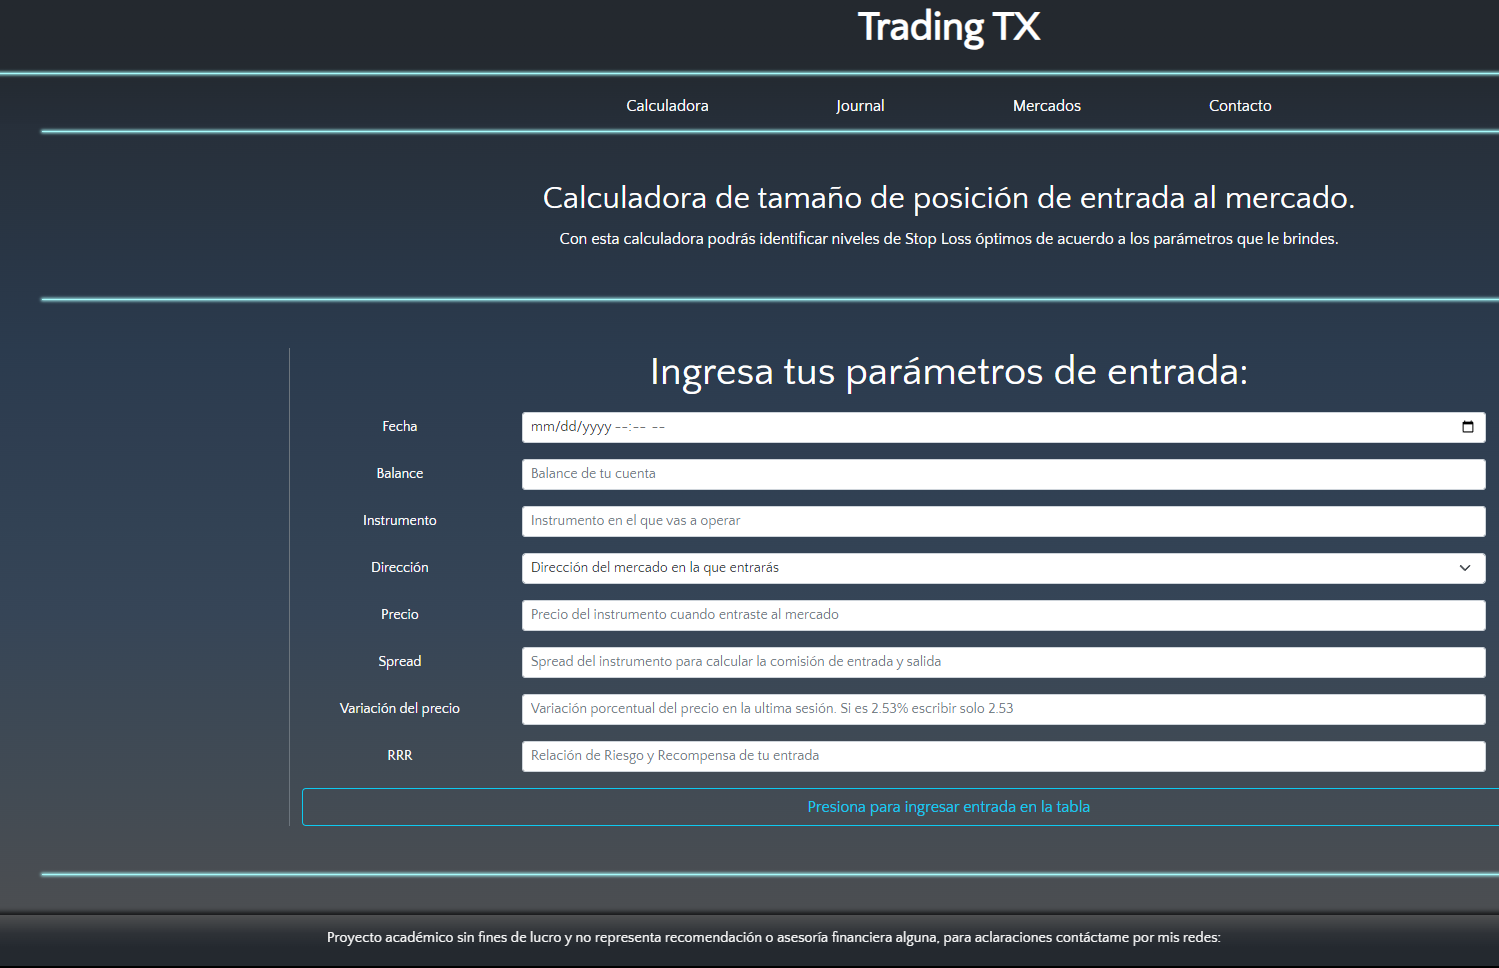 Trading TX
Calculadora Journal Mercados Contacto
Calculadora de tamaño de posición de entrada al mercado.
Con esta calculadora podrás identificar niveles de Stop Loss óptimos de acuerdo a los parámetros que le brindes.
Ingresa tus parámetros de entrada:
Fecha mm/dd/yyyy --:-- --
Balance Balance de tu cuenta
Instrumento Instrumento en el que vas a operar
Dirección Dirección del mercado en la que entrarás
Precio Precio del instrumento cuando entraste al mercado
Spread Spread del instrumento para calcular la comisión de entrada y salida
Variación del precio Variación porcentual del precio en la ultima sesión. Si es 2.53% escribir solo 2.53
RRR Relación de Riesgo y Recompensa de tu entrada
Presiona para ingresar entrada en la tabla
Proyecto académico sin fines de lucro y no representa recomendación o asesoría financiera alguna, para aclaraciones contáctame por mis redes: